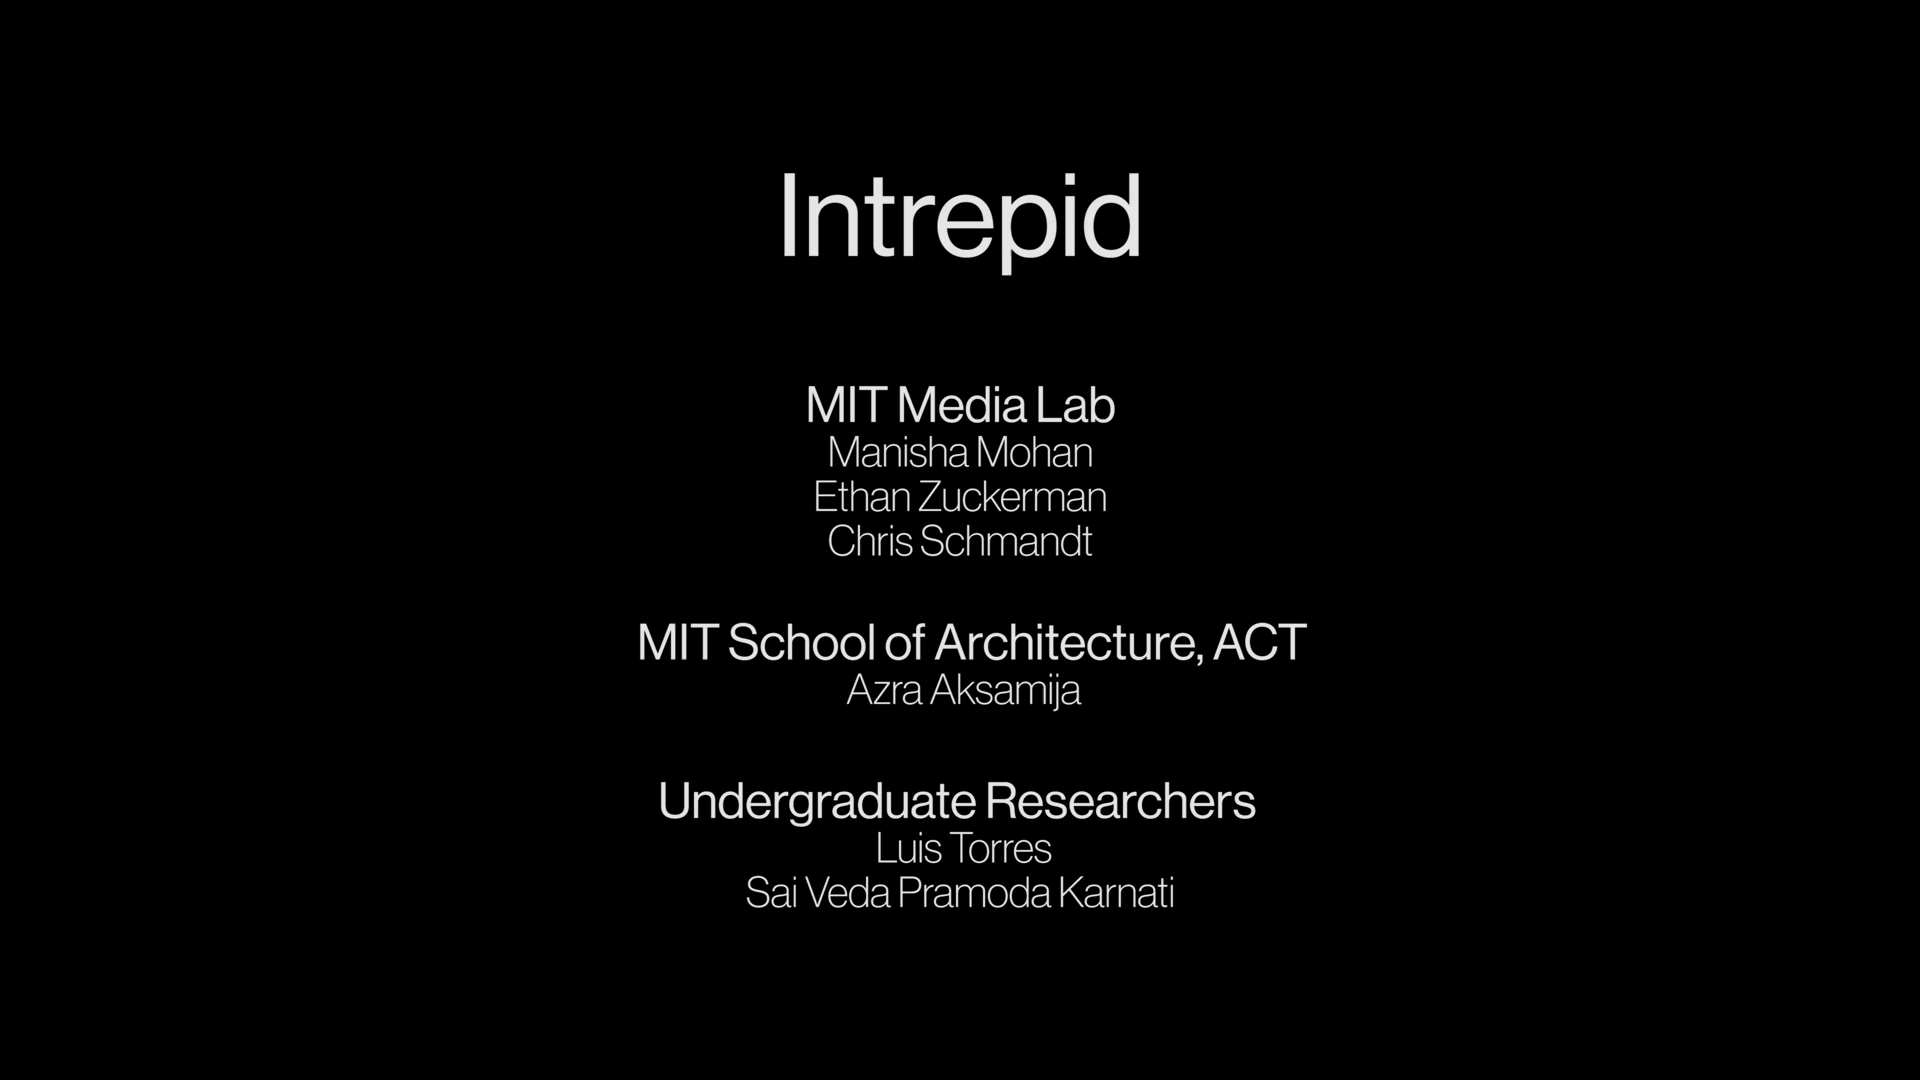 Intrepid
MIT Media Lab
Manisha Mohan
Ethan Zuckerman
Chris Schmandt
MIT School of Architecture, ACT
Azra Aksamija
Undergraduate Researchers
Luis Torres
Sai Veda Pramoda Karnati